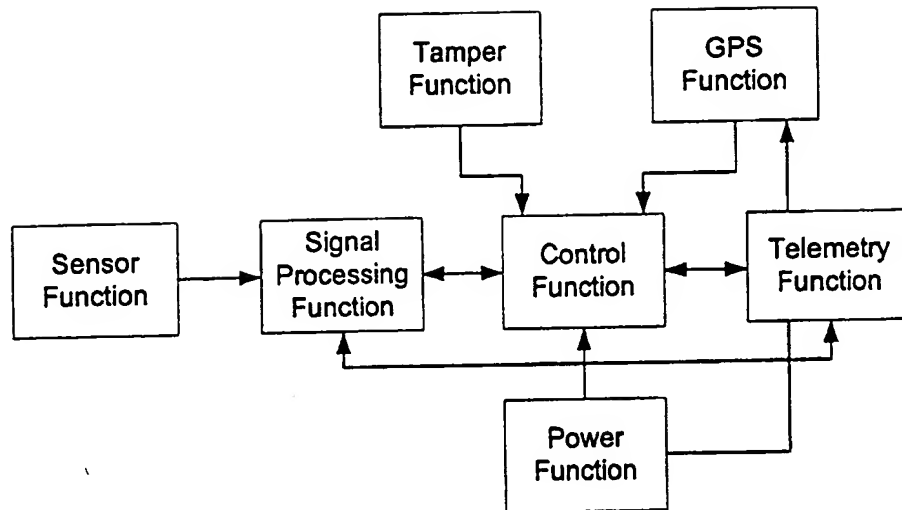 Tamper
Function
GPS
Function
Sensor
Function
Signal
Processing
Function
Control
Function
Telemetry
Function
Power
Function